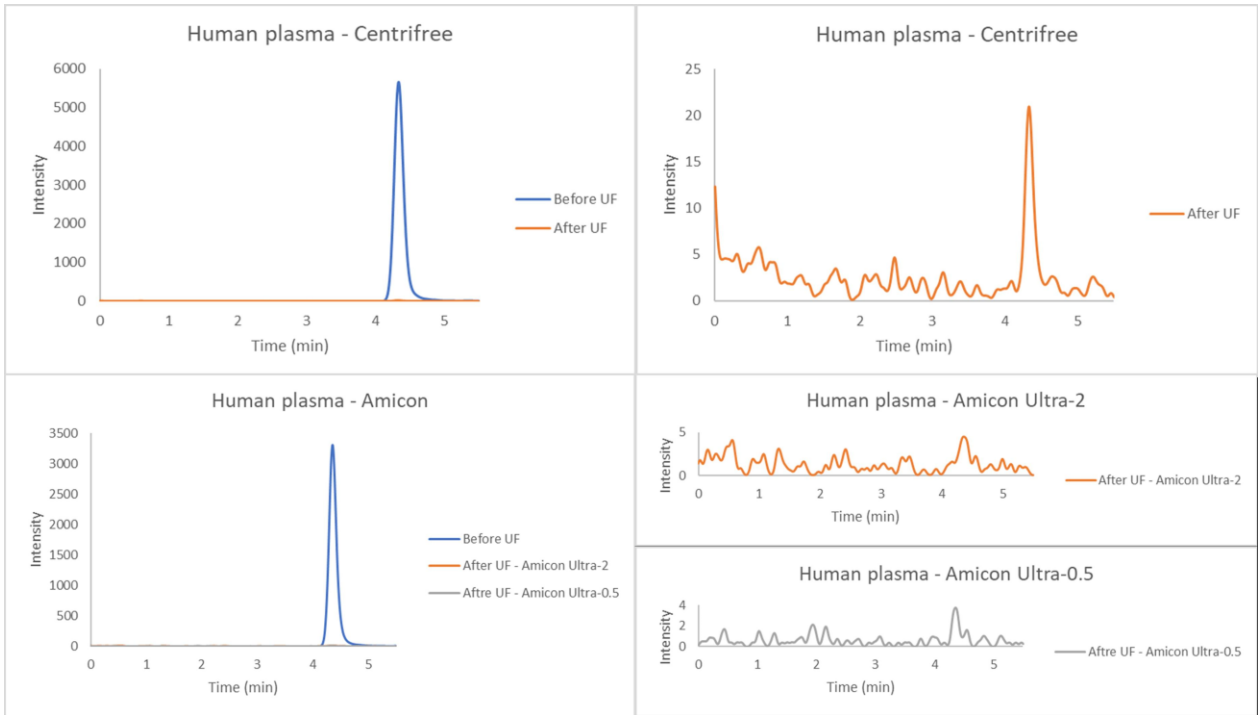 Human plasma - Centrifree
6000
5000
4000
3000
2000
1000
0
Intensity
0 1 2 3 4 5
Time (min)
Before UF
After UF
Human plasma - Centrifree
25
20
15
10
5
0
Intensity
0 1 2 3 4 5
Time (min)
After UF
Human plasma - Amicon
3500
3000
2500
2000
1500
1000
500
0
Intensity
0 1 2 3 4 5
Time (min)
Before UF
After UF - Amicon Ultra-2
Aftre UF - Amicon Ultra-0.5
Human plasma - Amicon Ultra-2
5
0
Intensity
0 1 2 3 4 5
Time (min)
After UF - Amicon Ultra-2
Human plasma - Amicon Ultra-0.5
4
2
0
Intensity
0 1 2 3 4 5
Time (min)
Aftre UF - Amicon Ultra-0.5